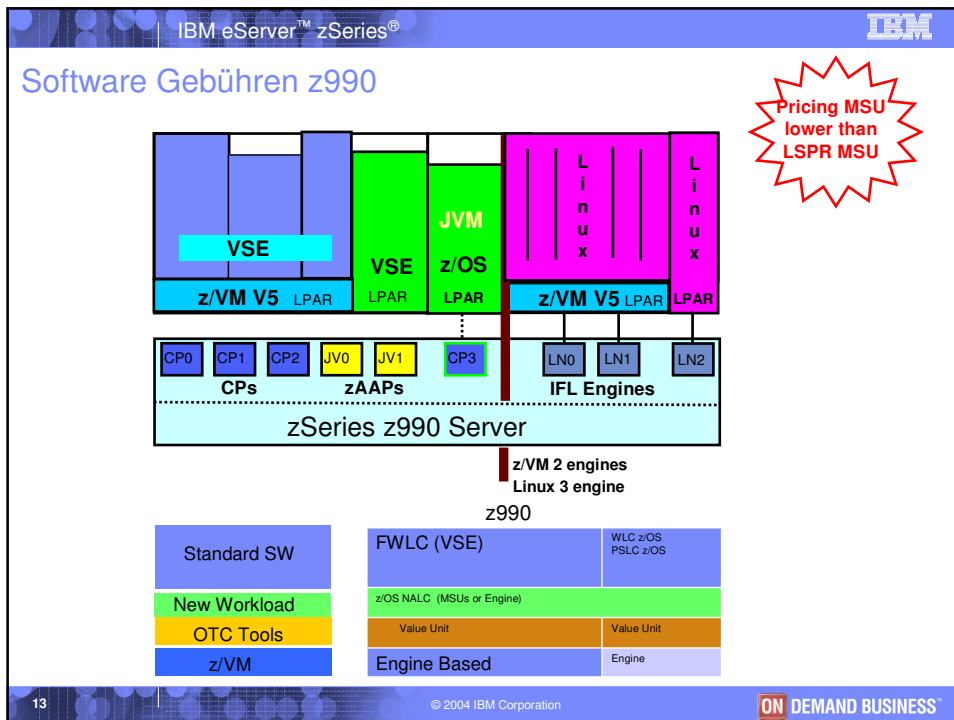 IBM eServer™ zSeries®
IBM
Software Gebühren z990
Pricing MSU
lower than
LSPR MSU
VSE
z/VM V5 LPAR
VSE
LPAR
JVM
z/OS
LPAR
Linux
z/VM V5 LPAR
Linux
LPAR
CP0 CP1 CP2 JV0 JV1 CP3 LN0 LN1 LN2
CPs zAAPs IFL Engines
zSeries z990 Server
z/VM 2 engines
Linux 3 engine
z990
Standard SW
FWLC (VSE)
WLC z/OS
PSLC z/OS
New Workload
z/OS NALC (MSUs or Engine)
OTC Tools
Value Unit
Value Unit
z/VM
Engine Based
Engine
13
© 2004 IBM Corporation
ON DEMAND BUSINESS™